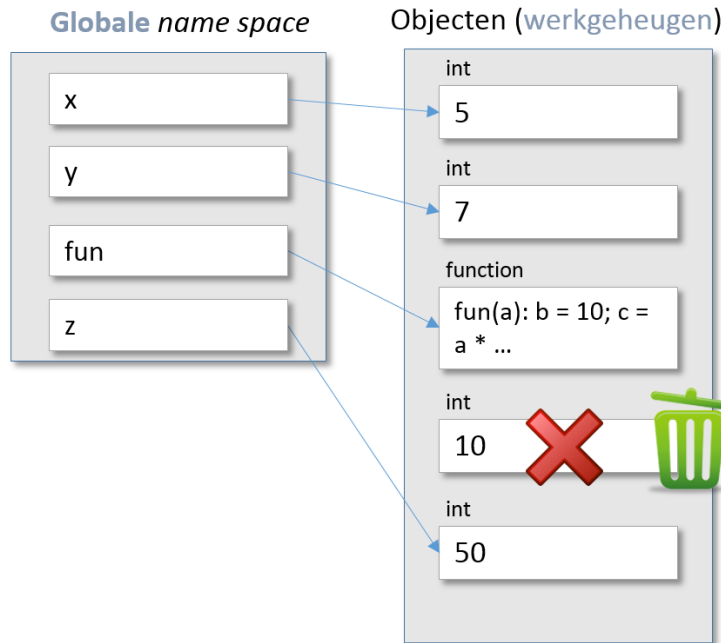 Globale name space
x
y
fun
z
Objecten (werkgeheugen)
int
5
int
7
function
fun(a): b = 10; c =
a * ...
int
10
int
50